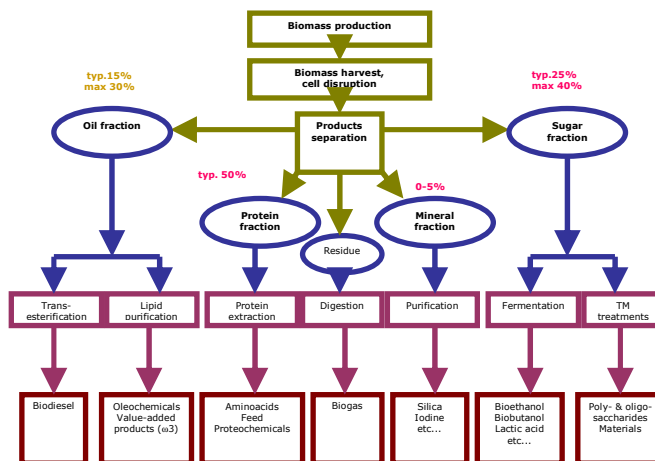 Biomass production
typ.15%
max 30%
Biomass harvest,
cell disruption
typ.25%
max 40%
Oil fraction
Products
separation
Sugar
fraction
typ. 50%
0-5%
Protein
fraction
Mineral
fraction
Residue
Trans-
esterification
Lipid
purification
Protein
extraction
Digestion
Purification
Fermentation
TM
treatments
Biodiesel
Oleochemicals
Value-added
products (ω3)
Aminoacids
Feed
Proteochemicals
Biogas
Silica
Iodine
etc...
Bioethanol
Biobutanol
Lactic acid
etc...
Poly- & oligo-
saccharides
Materials